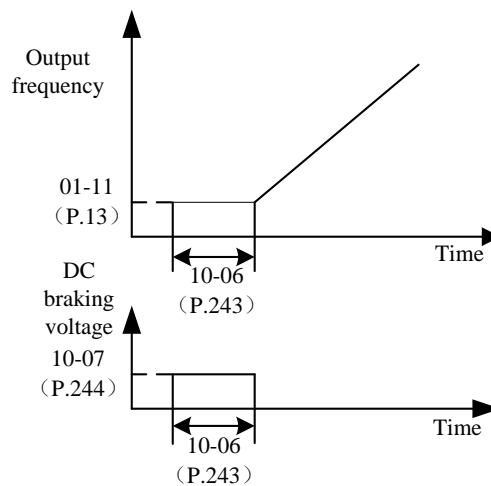 Output
frequency
01-11
（P.13）
Time
10-06
（P.243）
DC
braking
voltage
10-07
（P.244）
Time
10-06
（P.243）